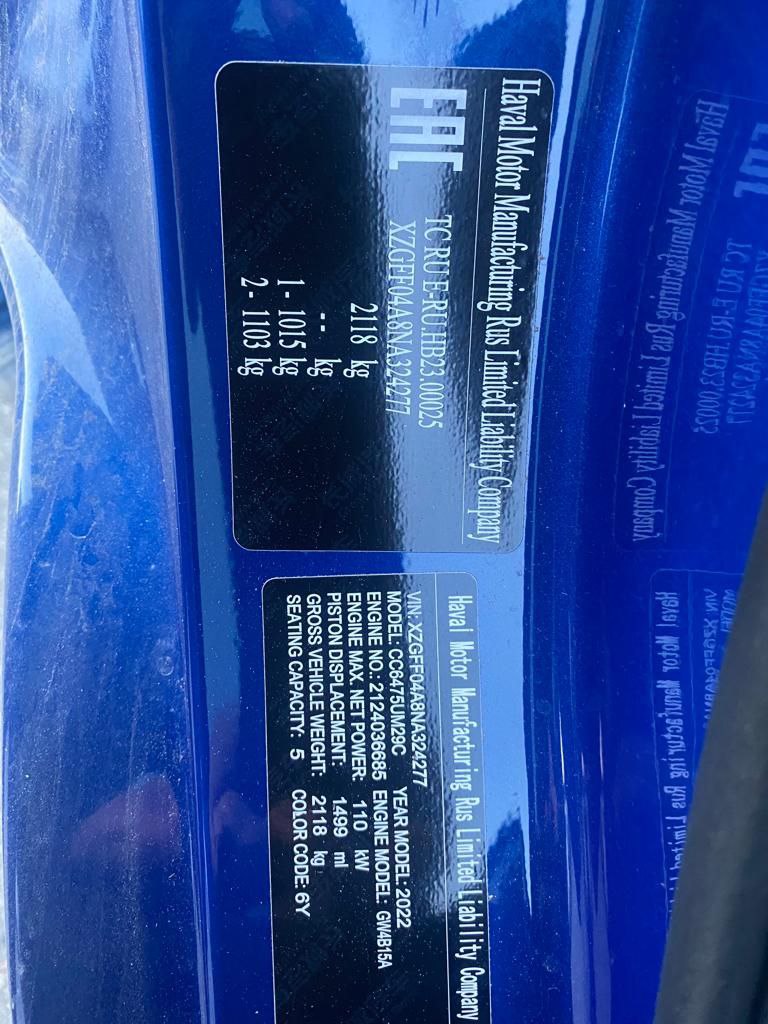 Haval Motor Manufacturing Rus Limited Liability Company
EAC
TC RU E-RU.HB23.00025
XZGFF04A8NA324277
2118 kg
-- kg
1- 1015 kg
2- 1103 kg
Haval Motor Manufacturing Rus Limited Liability Company
VIN: XZGFF04A8NA324277 YEAR MODEL: 2022
MODEL: CC6475UM29C ENGINE MODEL: GW4B15A
ENGINE NO.: 2124036685
ENGINE MAX. NET POWER: 110 kW
PISTON DISPLACEMENT: 1499 ml
GROSS VEHICLE WEIGHT: 2118 kg
SEATING CAPACITY: 5 COLOR CODE: 6Y